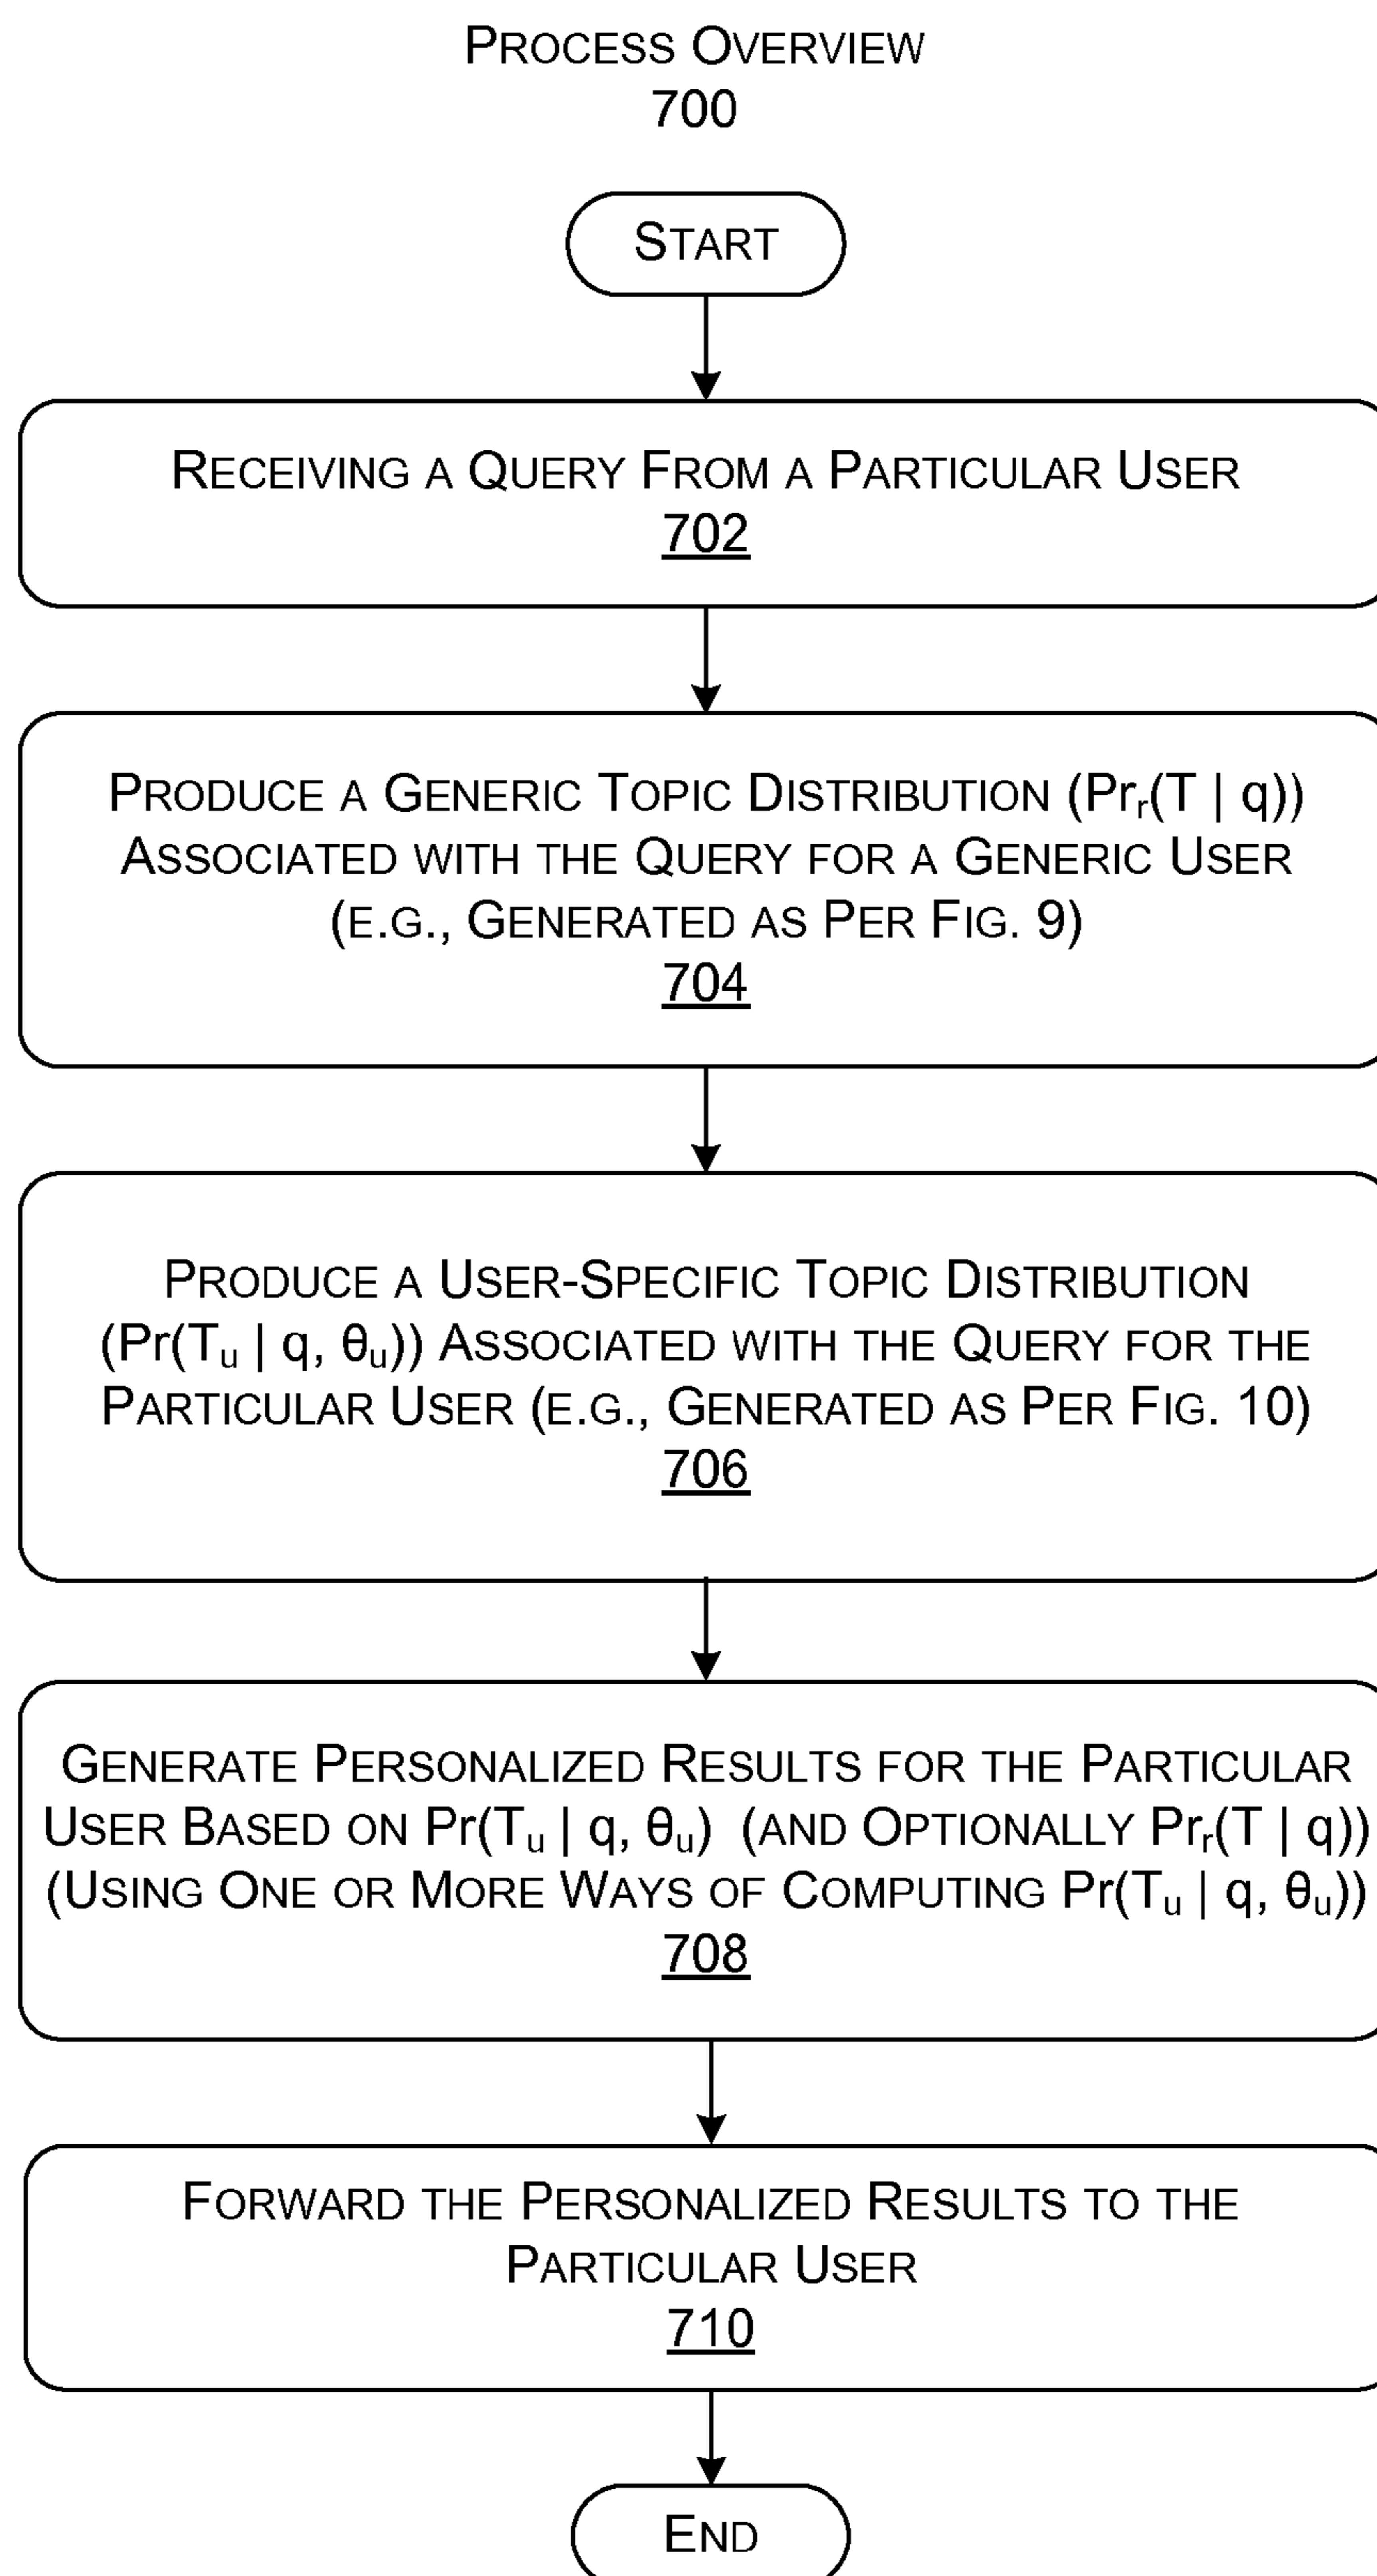 PROCESS OVERVIEW
700
START
RECEIVING A QUERY FROM A PARTICULAR USER
702
PRODUCE A GENERIC TOPIC DISTRIBUTION (Prᵣ(T | q))
ASSOCIATED WITH THE QUERY FOR A GENERIC USER
(E.G., GENERATED AS PER FIG. 9)
704
PRODUCE A USER-SPECIFIC TOPIC DISTRIBUTION
(Pr(Tᵤ | q, θᵤ)) ASSOCIATED WITH THE QUERY FOR THE
PARTICULAR USER (E.G., GENERATED AS PER FIG. 10)
706
GENERATE PERSONALIZED RESULTS FOR THE PARTICULAR
USER BASED ON Pr(Tᵤ | q, θᵤ) (AND OPTIONALLY Prᵣ(T | q))
(USING ONE OR MORE WAYS OF COMPUTING Pr(Tᵤ | q, θᵤ))
708
FORWARD THE PERSONALIZED RESULTS TO THE
PARTICULAR USER
710
END